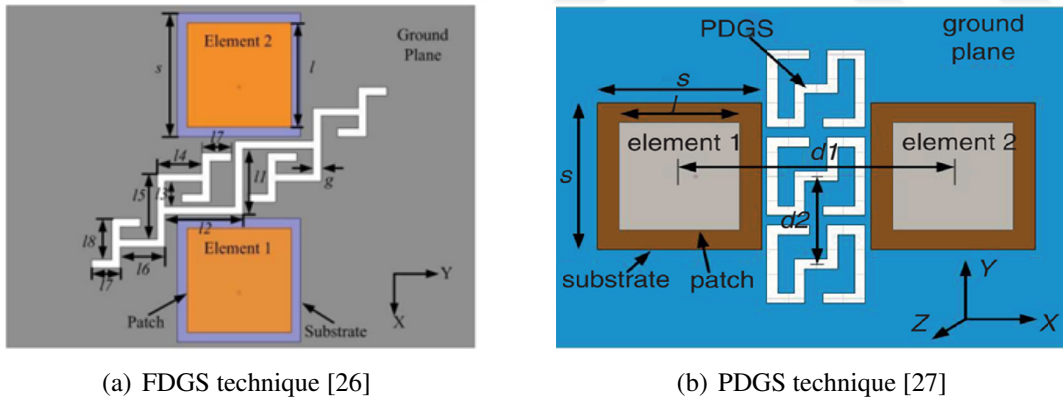 Element 2
Ground
Plane
s
l
l7
l4
l3
l1
g
l5
l2
l8
l6
l7
Element 1
Patch
Substrate
Y
X
(a) FDGS technique [26]
PDGS
ground
plane
s
l
element 1
element 2
d1
s
d2
substrate
patch
Y
Z
X
(b) PDGS technique [27]